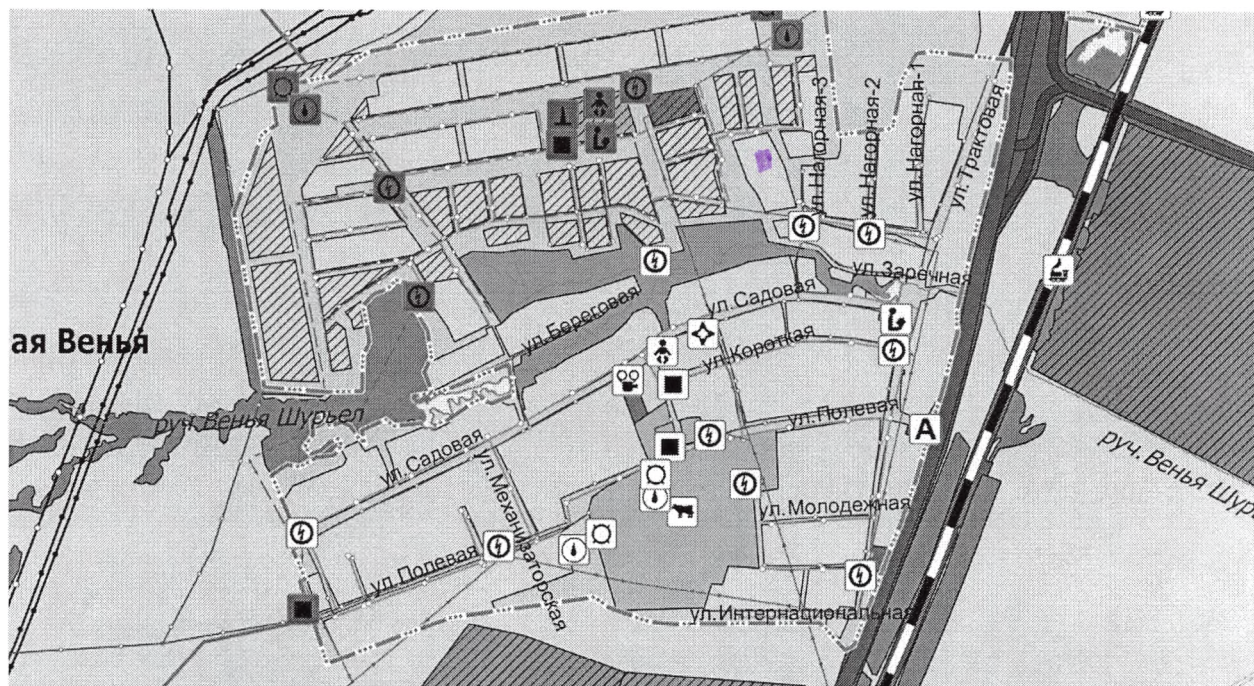 ул.Нагорная-3
ул.Нагорная-2
ул.Нагорная-1
ул. Трактовая
ул.Заречная
ул.Береговая
ул.Садовая
ул.Короткая
ая Венья
руч. Венья Шурьел
ул.Садовая
ул.Полевая
А
руч. Венья Шур
ул.Механизаторская
ул.Молодежная
ул.Полевая
ул.Интернациональная